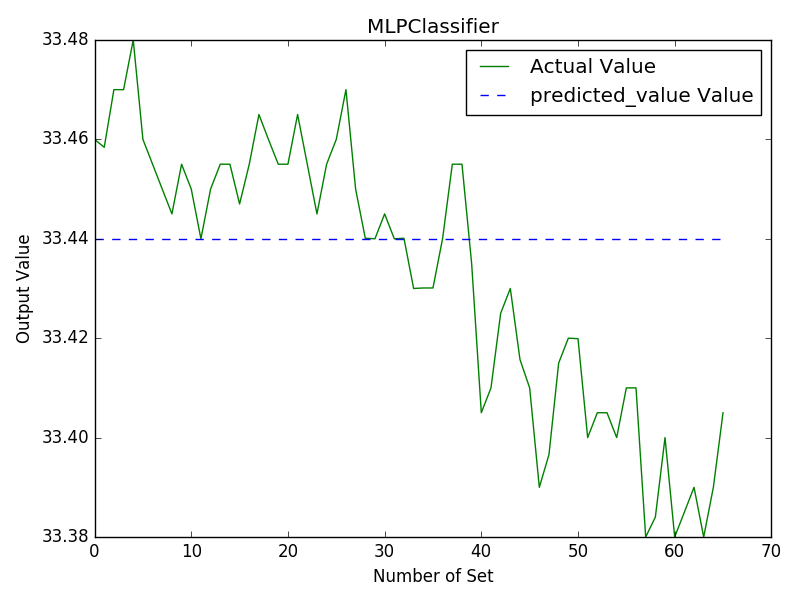 MLPClassifier
Actual Value
predicted_value Value
33.48
33.46
33.44
33.42
33.40
33.38
Output Value
0 10 20 30 40 50 60 70
Number of Set